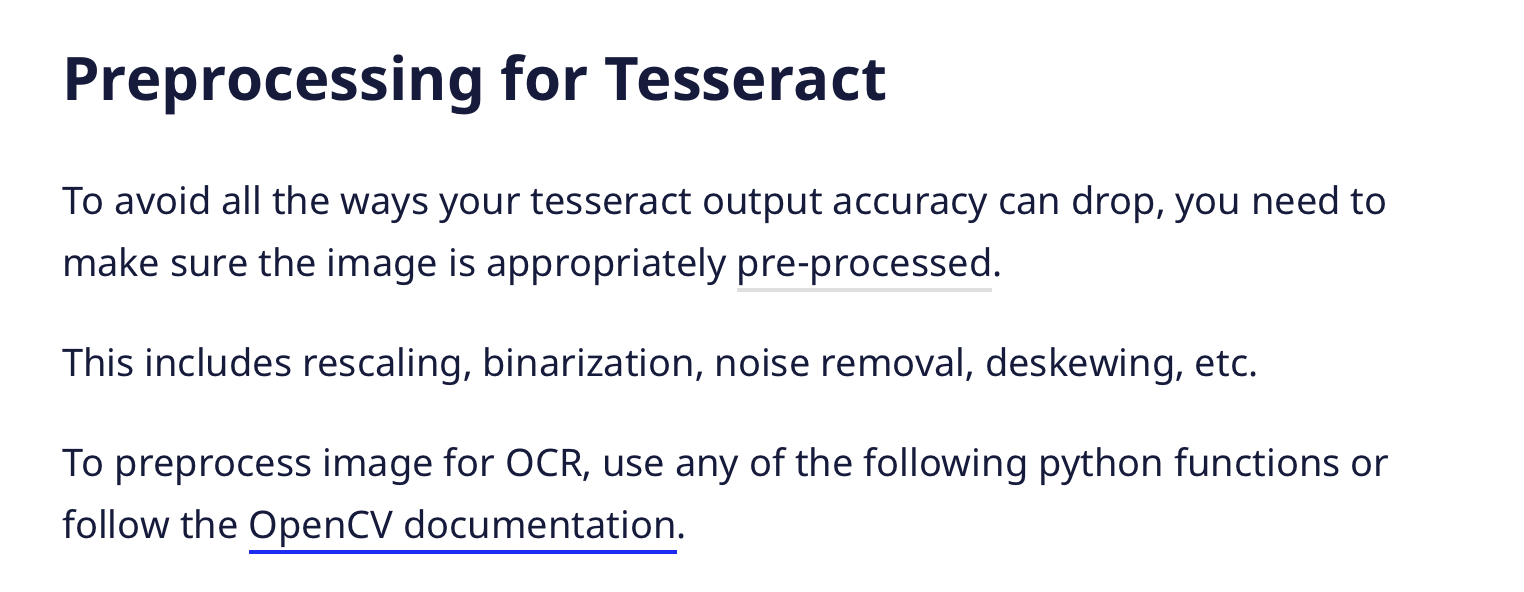 Preprocessing for Tesseract
To avoid all the ways your tesseract output accuracy can drop, you need to
make sure the image is appropriately pre-processed.
This includes rescaling, binarization, noise removal, deskewing, etc.
To preprocess image for OCR, use any of the following python functions or
follow the OpenCV documentation.